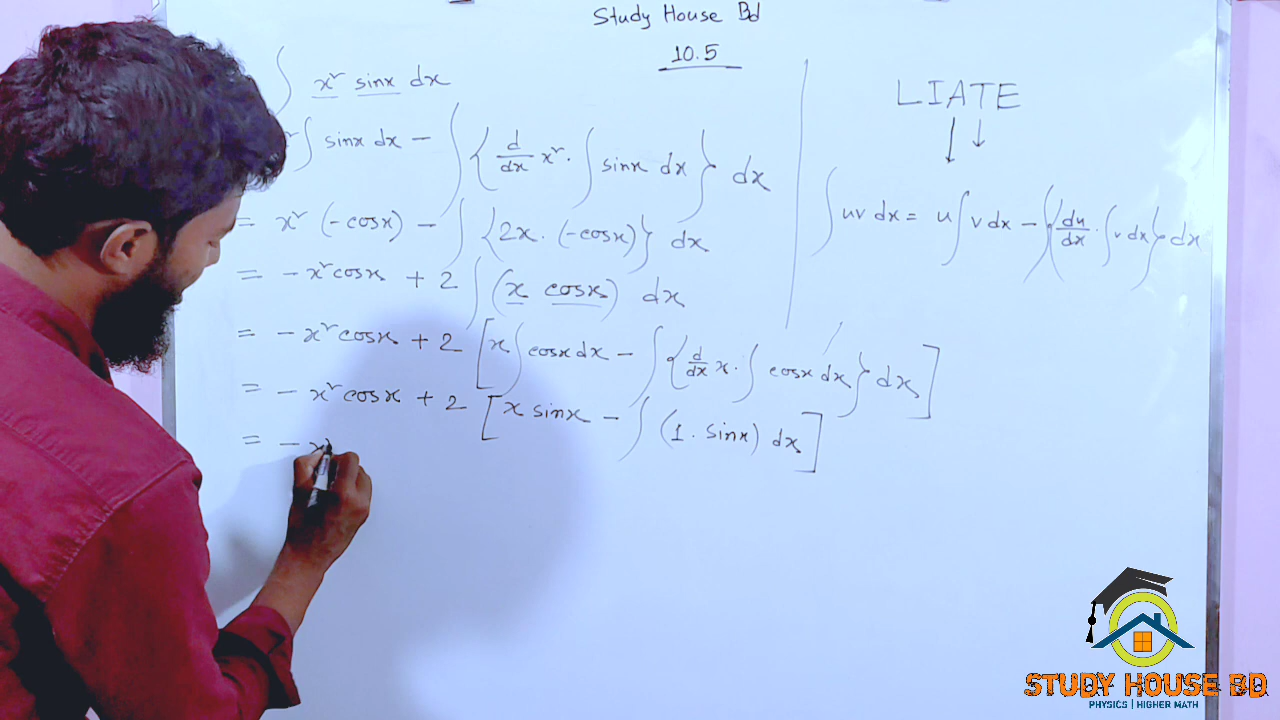 Study House Bd
10.5
∫ x² sinx dx
∫ sinx dx - ∫ { d/dx x² · ∫ sinx dx } dx
= x² (-cosx) - ∫ {2x · (-cosx)} dx
= - x² cosx + 2 ∫ (x cosx) dx
= - x² cosx + 2 [ x ∫ cosx dx - ∫ { d/dx x · ∫ cosx dx } dx ]
= - x² cosx + 2 [ x sinx - ∫ (1 · sinx) dx ]
= - x
LIATE
∫ uv dx = u ∫ v dx - ∫ { du/dx · ∫ v dx } dx
STUDY HOUSE BD
PHYSICS | HIGHER MATH